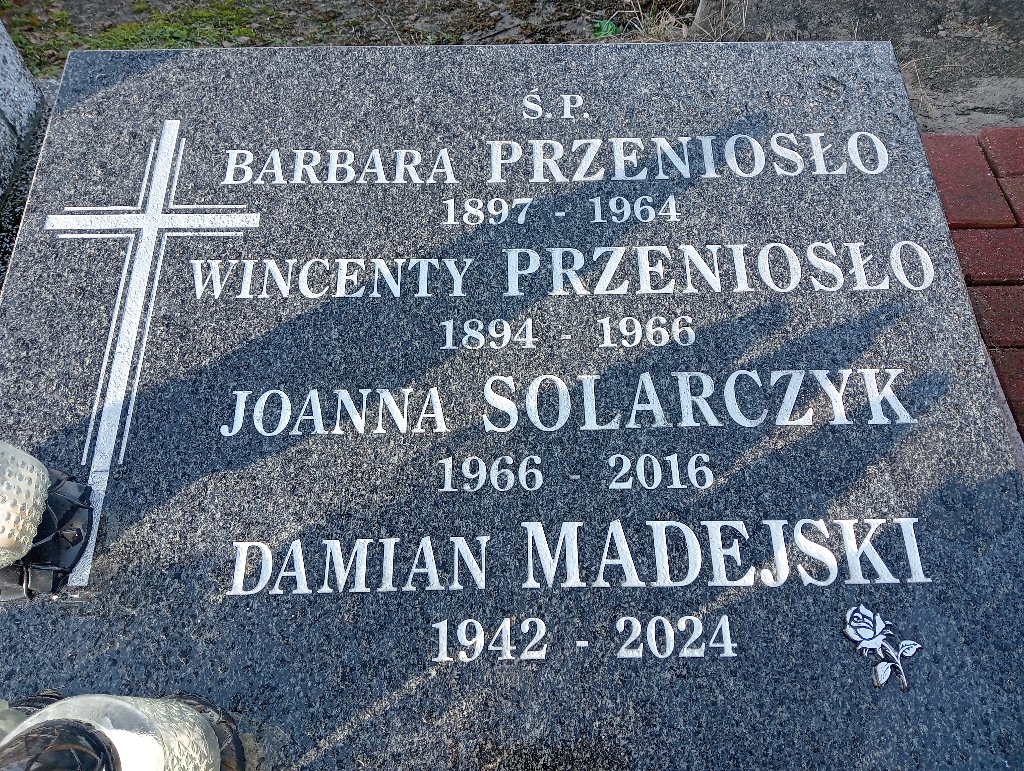 Ś.P.
BARBARA PRZENIOSŁO
1897 - 1964
WINCENTY PRZENIOSŁO
1894 - 1966
JOANNA SOLARCZYK
1966 - 2016
DAMIAN MADEJSKI
1942 - 2024